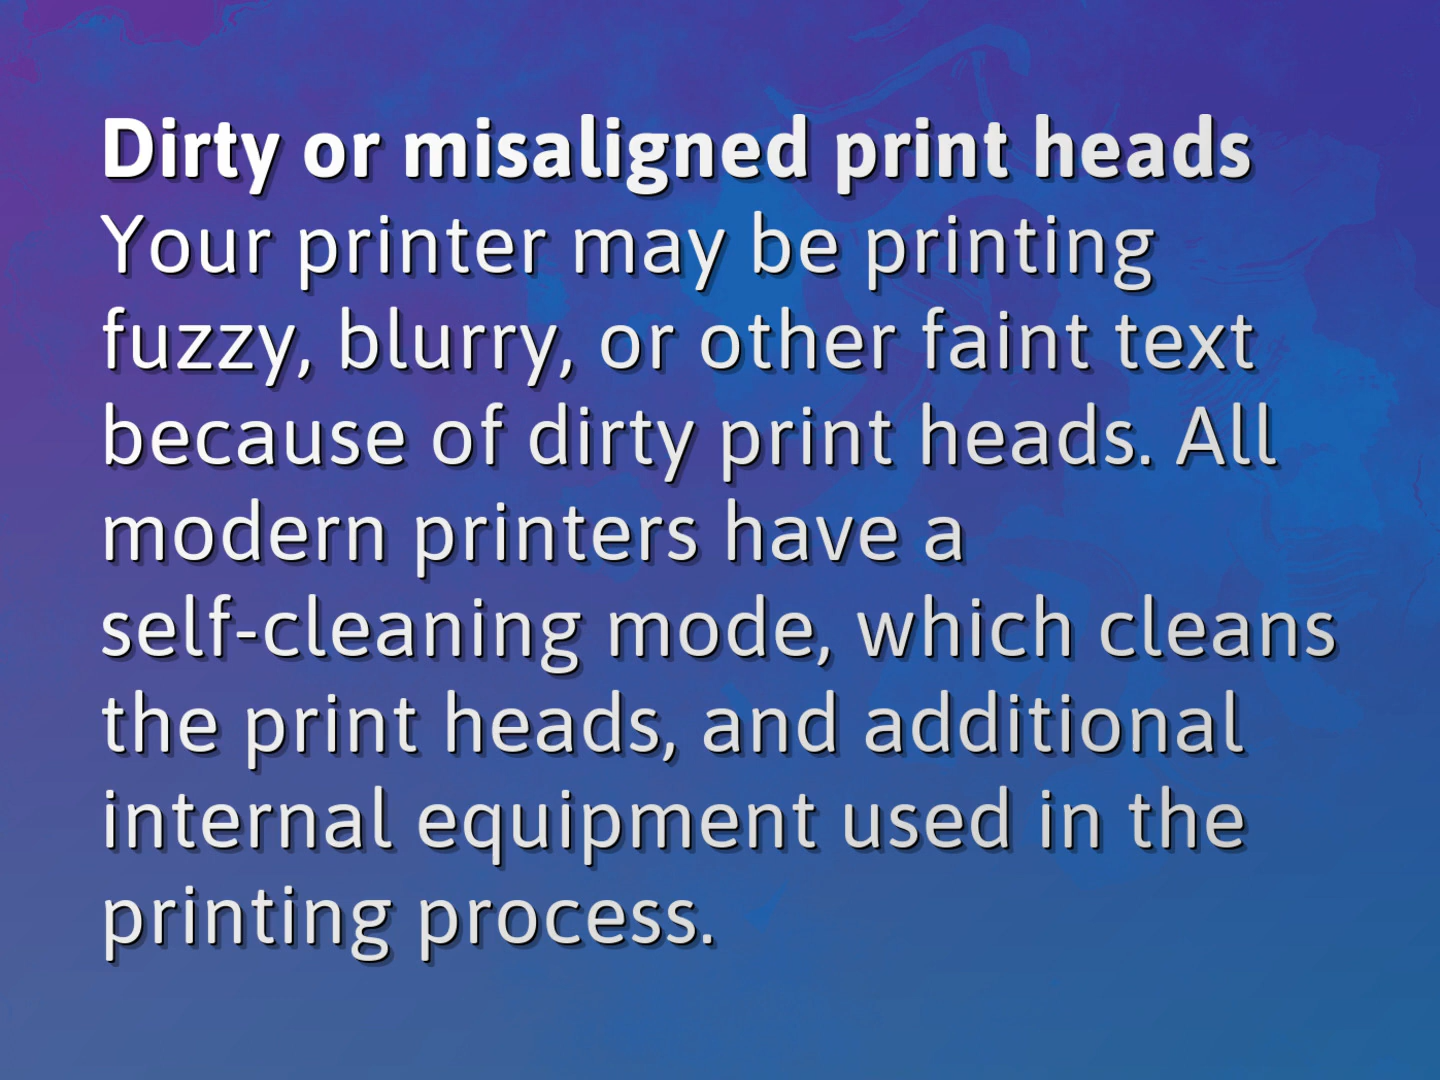 Dirty or misaligned print heads
Your printer may be printing
fuzzy, blurry, or other faint text
because of dirty print heads. All
modern printers have a
self-cleaning mode, which cleans
the print heads, and additional
internal equipment used in the
printing process.